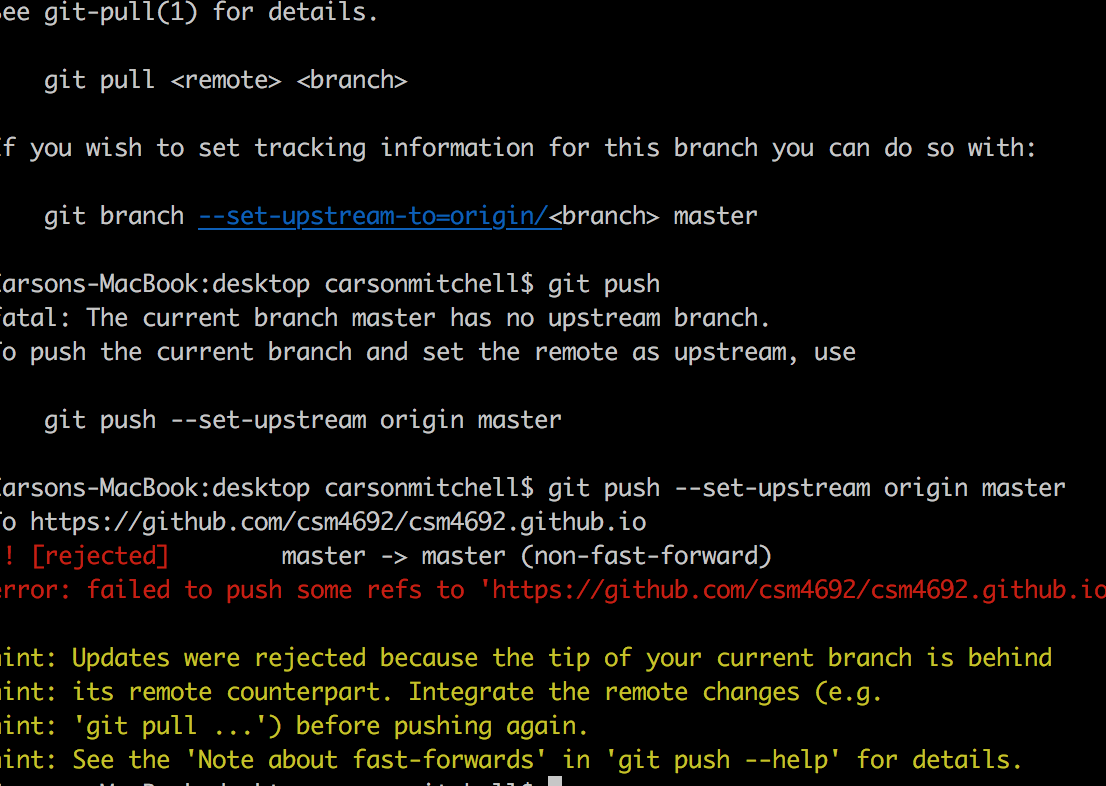 ee git-pull(1) for details.
git pull <remote> <branch>
f you wish to set tracking information for this branch you can do so with:
git branch --set-upstream-to=origin/<branch> master
arsons-MacBook:desktop carsonmitchell$ git push
atal: The current branch master has no upstream branch.
o push the current branch and set the remote as upstream, use
git push --set-upstream origin master
arsons-MacBook:desktop carsonmitchell$ git push --set-upstream origin master
o https://github.com/csm4692/csm4692.github.io
! [rejected]        master -> master (non-fast-forward)
error: failed to push some refs to 'https://github.com/csm4692/csm4692.github.io
hint: Updates were rejected because the tip of your current branch is behind
hint: its remote counterpart. Integrate the remote changes (e.g.
hint: 'git pull ...') before pushing again.
hint: See the 'Note about fast-forwards' in 'git push --help' for details.